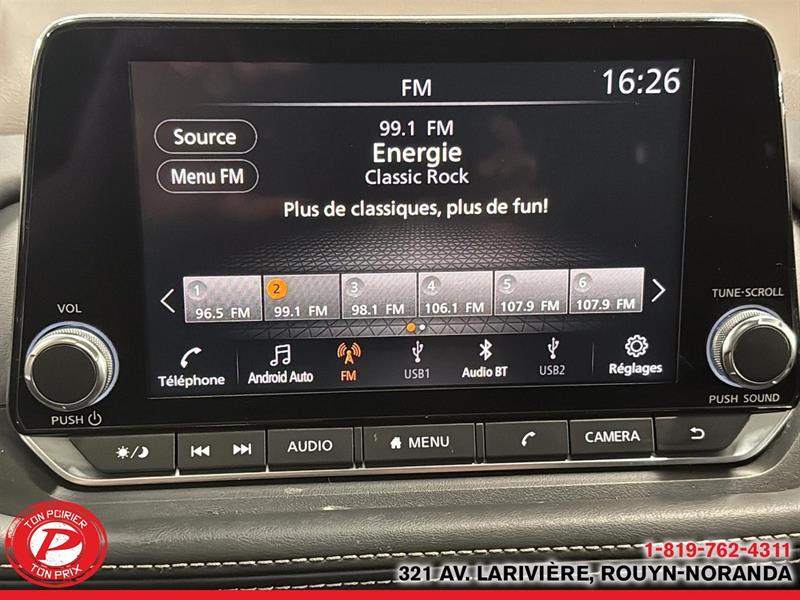 FM
16:26
Source
Menu FM
99.1 FM
Energie
Classic Rock
Plus de classiques, plus de fun!
1 2 3 4 5 6
96.5 FM 99.1 FM 98.1 FM 106.1 FM 107.9 FM 107.9 FM
Téléphone Android Auto FM USB1 Audio BT USB2 Réglages
VOL
PUSH
TUNE·SCROLL
PUSH SOUND
AUDIO MENU CAMERA
TON POIRIER
P
TON PRIX
1-819-762-4311
321 AV. LARIVIÈRE, ROUYN-NORANDA